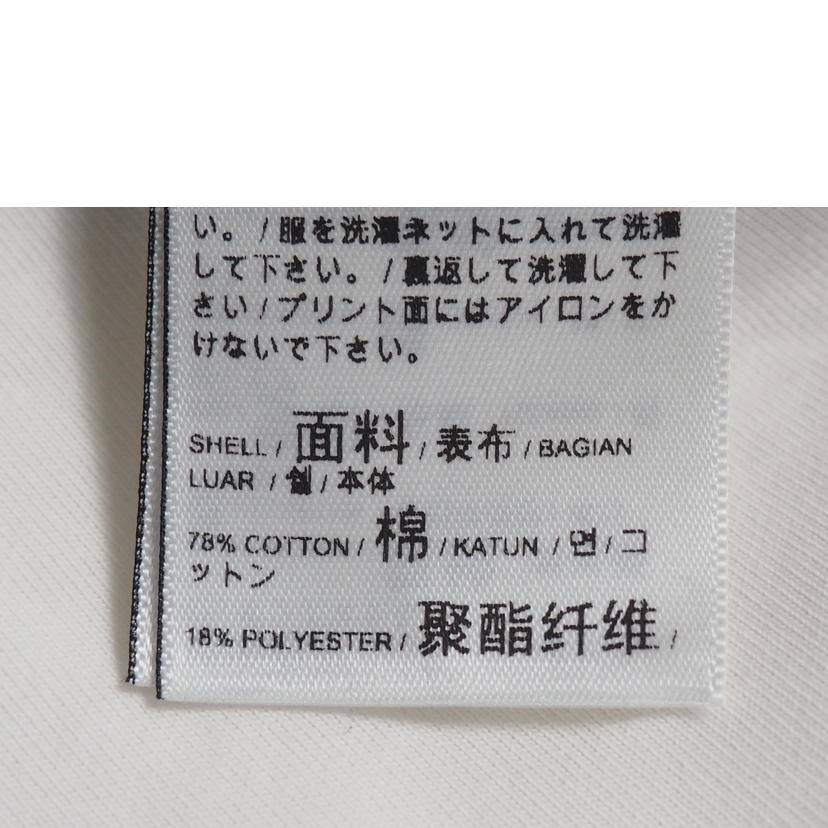 い。/服を洗濯ネットに入れて洗濯
して下さい。/裏返して洗濯して下
さい/プリント面にはアイロンをか
けないで下さい。
SHELL / 面料 / 表布 / BAGIAN
LUAR / 겉 / 本体
78% COTTON / 棉 / KATUN / 면 / コ
ットン
18% POLYESTER / 聚酯纤维 /